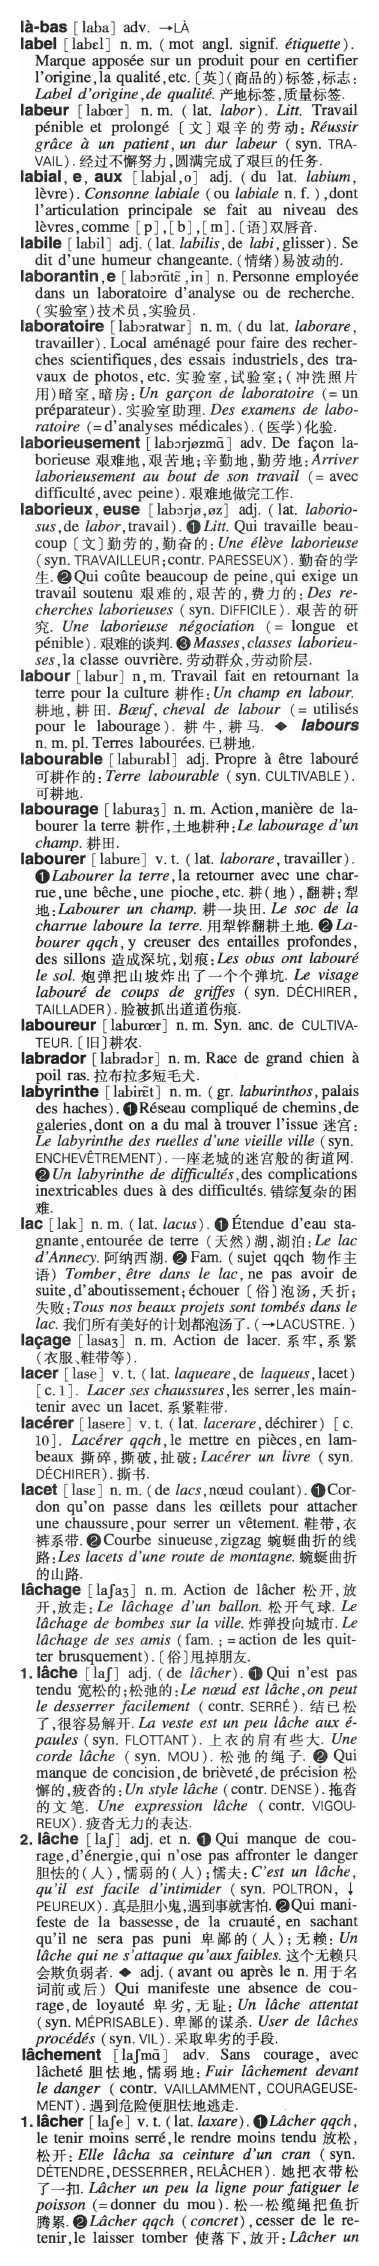 là-bas [laba] adv. →LÀ
label [labɛl] n. m. (mot angl. signif. étiquette).
Marque apposée sur un produit pour en certifier
l'origine, la qualité, etc. [英](商品的)标签,标志:
Label d'origine, de qualité. 产地标签,质量标签.
labeur [labœr] n. m. (lat. labor). Litt. Travail
pénible et prolongé 〔文〕艰辛的劳动: Réussir
grâce à un patient, un dur labeur (syn. TRA-
VAIL). 经过不懈努力,圆满完成了艰巨的任务.
labial, e, aux [labjal,o] adj. (du lat. labium,
lèvre). Consonne labiale (ou labiale n. f.), dont
l'articulation principale se fait au niveau des
lèvres, comme [p], [b], [m].〔语〕双唇音.
labile [labil] adj. (lat. labilis, de labi, glisser). Se
dit d'une humeur changeante. (情绪)易波动的.
laborantin, e [labɔrɑ̃tɛ̃,in] n. Personne employée
dans un laboratoire d'analyse ou de recherche.
(实验室)技术员,实验员.
laboratoire [labɔratwar] n. m. (du lat. laborare,
travailler). Local aménagé pour faire des recher-
ches scientifiques, des essais industriels, des tra-
vaux de photos, etc. 实验室,试验室;(冲洗照片
用)暗室,暗房: Un garçon de laboratoire (= un
préparateur). 实验室助理. Des examens de labo-
ratoire (=d'analyses médicales). (医学)化验.
laborieusement [labɔrjøzmɑ̃] adv. De façon la-
borieuse 艰难地,艰苦地;辛勤地,勤劳地: Arriver
laborieusement au bout de son travail (= avec
difficulté, avec peine). 艰难地做完工作.
laborieux, euse [labɔrjø,øz] adj. (lat. laborio-
sus, de labor, travail). ❶ Litt. Qui travaille beau-
coup〔文〕勤劳的,勤奋的: Une élève laborieuse
(syn. TRAVAILLEUR; contr. PARESSEUX). 勤奋的学
生. ❷ Qui coûte beaucoup de peine, qui exige un
travail soutenu 艰难的,艰苦的,费力的: Des re-
cherches laborieuses (syn. DIFFICILE). 艰苦的研
究. Une laborieuse négociation (= longue et
pénible). 艰难的谈判. ❸ Masses, classes laborieu-
ses, la classe ouvrière. 劳动群众,劳动阶层.
labour [labur] n, m. Travail fait en retournant la
terre pour la culture 耕作: Un champ en labour.
耕地,耕田. Bœuf, cheval de labour (= utilisés
pour le labourage). 耕牛,耕马. ◆ labours
n. m. pl. Terres labourées. 已耕地.
labourable [laburabl] adj. Propre à être labouré
可耕作的: Terre labourable (syn. CULTIVABLE).
可耕地.
labourage [laburaʒ] n. m. Action, manière de la-
bourer la terre 耕作,土地耕种: Le labourage d'un
champ. 耕田.
labourer [labure] v. t. (lat. laborare, travailler).
❶ Labourer la terre, la retourner avec une char-
rue, une bêche, une pioche, etc. 耕(地),翻耕;犁
地: Labourer un champ. 耕一块田. Le soc de la
charrue laboure la terre. 用犁铧翻耕土地. ❷ La-
bourer qqch, y creuser des entailles profondes,
des sillons 造成深坑,划痕: Les obus ont labouré
le sol. 炮弹把山坡炸出了一个个弹坑. Le visage
labouré de coups de griffes (syn. DÉCHIRER,
TAILLADER). 脸被抓出道道伤痕.
laboureur [laburœr] n. m. Syn. anc. de CULTIVA-
TEUR.〔旧〕耕农.
labrador [labradɔr] n. m. Race de grand chien à
poil ras. 拉布拉多短毛犬.
labyrinthe [labirɛ̃t] n. m. (gr. laburinthos, palais
des haches). ❶ Réseau compliqué de chemins, de
galeries, dont on a du mal à trouver l'issue 迷宫:
Le labyrinthe des ruelles d'une vieille ville (syn.
ENCHEVÊTREMENT). 一座老城的迷宫般的街道网.
❷ Un labyrinthe de difficultés, des complications
inextricables dues à des difficultés. 错综复杂的困
难.
lac [lak] n. m. (lat. lacus). ❶ Étendue d'eau sta-
gnante, entourée de terre (天然)湖,湖泊: Le lac
d'Annecy. 阿纳西湖. ❷ Fam. (sujet qqch 物作主
语) Tomber, être dans le lac, ne pas avoir de
suite, d'aboutissement; échouer〔俗〕泡汤,夭折;
失败: Tous nos beaux projets sont tombés dans le
lac. 我们所有美好的计划都泡汤了. (→LACUSTRE.)
laçage [lasaʒ] n. m. Action de lacer. 系牢,系紧
(衣服、鞋带等).
lacer [lase] v. t. (lat. laqueare, de laqueus, lacet)
[c. 1]. Lacer ses chaussures, les serrer, les main-
tenir avec un lacet. 系紧鞋带.
lacérer [lasere] v. t. (lat. lacerare, déchirer) [c.
10]. Lacérer qqch, le mettre en pièces, en lam-
beaux 撕碎,撕破,扯破: Lacérer un livre (syn.
DÉCHIRER). 撕书.
lacet [lasɛ] n. m. (de lacs, nœud coulant). ❶ Cor-
don qu'on passe dans les œillets pour attacher
une chaussure, pour serrer un vêtement. 鞋带,衣
裤系带. ❷ Courbe sinueuse, zigzag 蜿蜒曲折的线
路: Les lacets d'une route de montagne. 蜿蜒曲折
的山路.
lâchage [laʃaʒ] n. m. Action de lâcher 松开,放
开,放走: Le lâchage d'un ballon. 松开气球. Le
lâchage de bombes sur la ville. 炸弹投向城市. Le
lâchage de ses amis (fam. ; = action de les quit-
ter brusquement).〔俗〕甩掉朋友.
1. lâche [laʃ] adj. (de lâcher). ❶ Qui n'est pas
tendu 宽松的;松弛的: Le nœud est lâche, on peut
le desserrer facilement (contr. SERRÉ). 结已松
了,很容易解开. La veste est un peu lâche aux é-
paules (syn. FLOTTANT). 上衣的肩有些大. Une
corde lâche (syn. MOU). 松弛的绳子. ❷ Qui
manque de concision, de brièveté, de précision 松
懈的,疲沓的: Un style lâche (contr. DENSE). 拖沓
的文笔. Une expression lâche (contr. VIGOU-
REUX). 疲沓无力的表达.
2. lâche [laʃ] adj. et n. ❶ Qui manque de cou-
rage, d'énergie, qui n'ose pas affronter le danger
胆怯的(人),懦弱的(人);懦夫: C'est un lâche,
qu'il est facile d'intimider (syn. POLTRON, ↓
PEUREUX). 真是胆小鬼,遇到事就害怕. ❷ Qui mani-
feste de la bassesse, de la cruauté, en sachant
qu'il ne sera pas puni 卑鄙的(人);无赖: Un
lâche qui ne s'attaque qu'aux faibles. 这个无赖只
会欺负弱者. ◆ adj. (avant ou après le n. 用于名
词前或后) Qui manifeste une absence de cou-
rage, de loyauté 卑劣,无耻: Un lâche attentat
(syn. MÉPRISABLE). 卑鄙的谋杀. User de lâches
procédés (syn. VIL). 采取卑劣的手段.
lâchement [laʃmɑ̃] adv. Sans courage, avec
lâcheté 胆怯地,懦弱地: Fuir lâchement devant
le danger (contr. VAILLAMMENT, COURAGEUSE-
MENT). 遇到危险便胆怯地逃走.
1. lâcher [laʃe] v. t. (lat. laxare). ❶ Lâcher qqch,
le tenir moins serré, le rendre moins tendu 放松,
松开: Elle lâcha sa ceinture d'un cran (syn.
DÉTENDRE, DESSERRER, RELÂCHER). 她把衣带松
了一扣. Lâcher un peu la ligne pour fatiguer le
poisson (=donner du mou). 松一松缆绳把鱼折
腾累. ❷ Lâcher qqch (concret), cesser de le re-
tenir, le laisser tomber 使落下,放开: Lâcher un